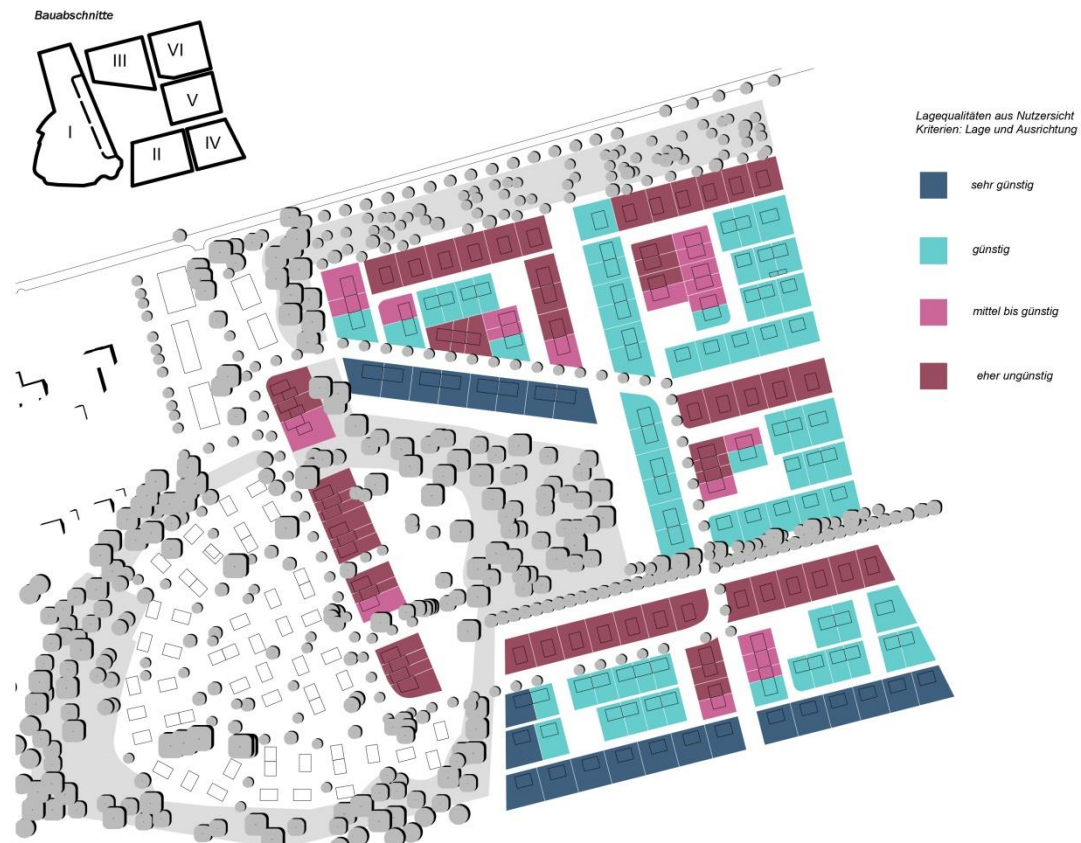 Bauabschnitte
III
VI
I
V
II
IV
Lagequalitäten aus Nutzersicht
Kriterien: Lage und Ausrichtung
sehr günstig
günstig
mittel bis günstig
eher ungünstig